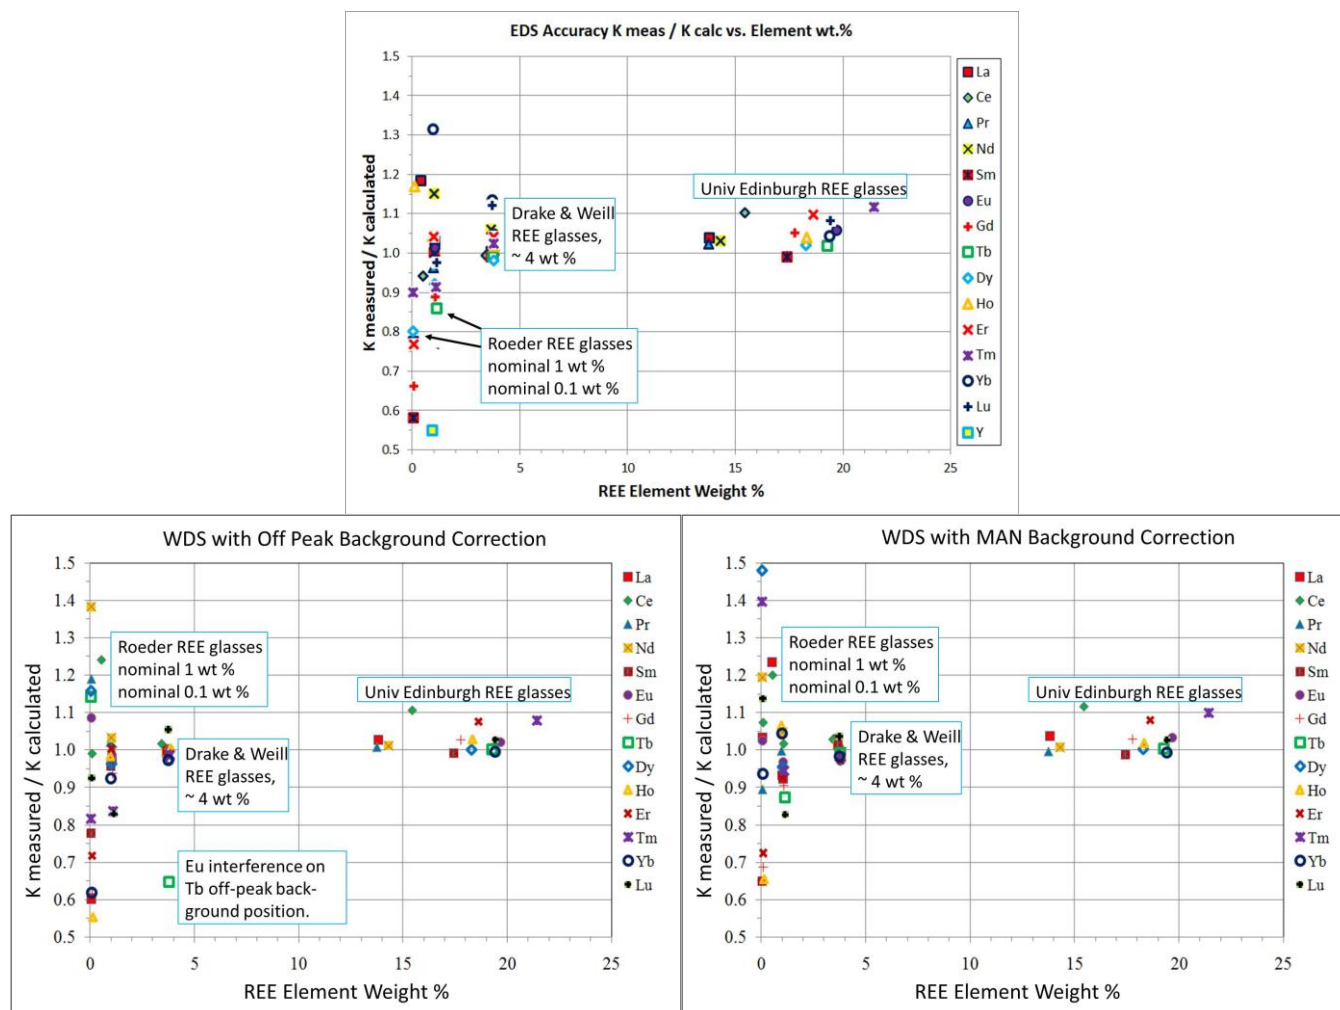 EDS Accuracy K meas / K calc vs. Element wt.%
K measured / K calculated
1.5
1.4
1.3
1.2
1.1
1.0
0.9
0.8
0.7
0.6
0.5
0
5
10
15
20
25
REE Element Weight %
Drake & Weill
REE glasses,
~ 4 wt %
Univ Edinburgh REE glasses
Roeder REE glasses
nominal 1 wt %
nominal 0.1 wt %
La
Ce
Pr
Nd
Sm
Eu
Gd
Tb
Dy
Ho
Er
Tm
Yb
Lu
Y
WDS with Off Peak Background Correction
K measured / K calculated
1.5
1.4
1.3
1.2
1.1
1.0
0.9
0.8
0.7
0.6
0.5
0
5
10
15
20
25
REE Element Weight %
Roeder REE glasses
nominal 1 wt %
nominal 0.1 wt %
Univ Edinburgh REE glasses
Drake & Weill
REE glasses,
~ 4 wt %
Eu interference on
Tb off-peak back-
ground position.
La
Ce
Pr
Nd
Sm
Eu
Gd
Tb
Dy
Ho
Er
Tm
Yb
Lu
WDS with MAN Background Correction
K measured / K calculated
1.5
1.4
1.3
1.2
1.1
1.0
0.9
0.8
0.7
0.6
0.5
0
5
10
15
20
25
REE Element Weight %
Roeder REE glasses
nominal 1 wt %
nominal 0.1 wt %
Univ Edinburgh REE glasses
Drake & Weill
REE glasses,
~ 4 wt %
La
Ce
Pr
Nd
Sm
Eu
Gd
Tb
Dy
Ho
Er
Tm
Yb
Lu